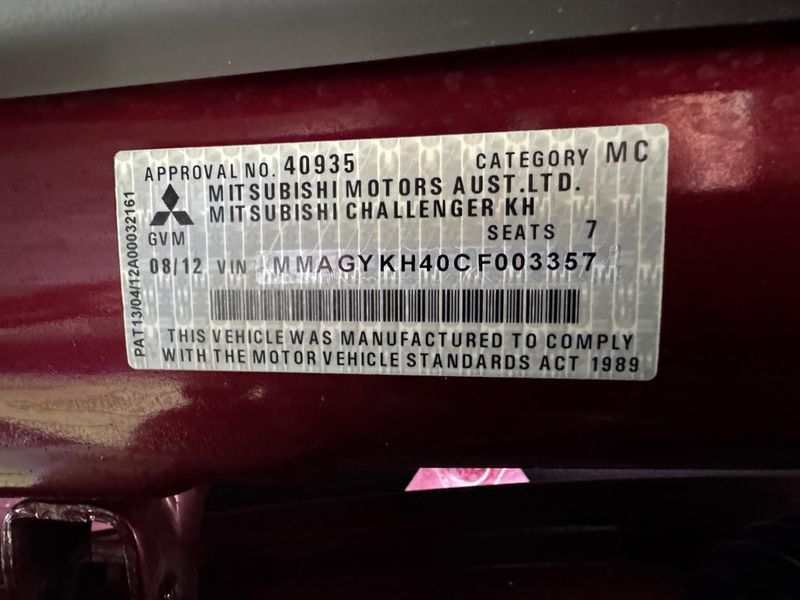 APPROVAL NO. 40935 CATEGORY MC
MITSUBISHI MOTORS AUST.LTD.
MITSUBISHI CHALLENGER KH
GVM SEATS 7
08/12 VIN MMAGYKH40CF003357
THIS VEHICLE WAS MANUFACTURED TO COMPLY
WITH THE MOTOR VEHICLE STANDARDS ACT 1989
PAT13/04/12A00032161